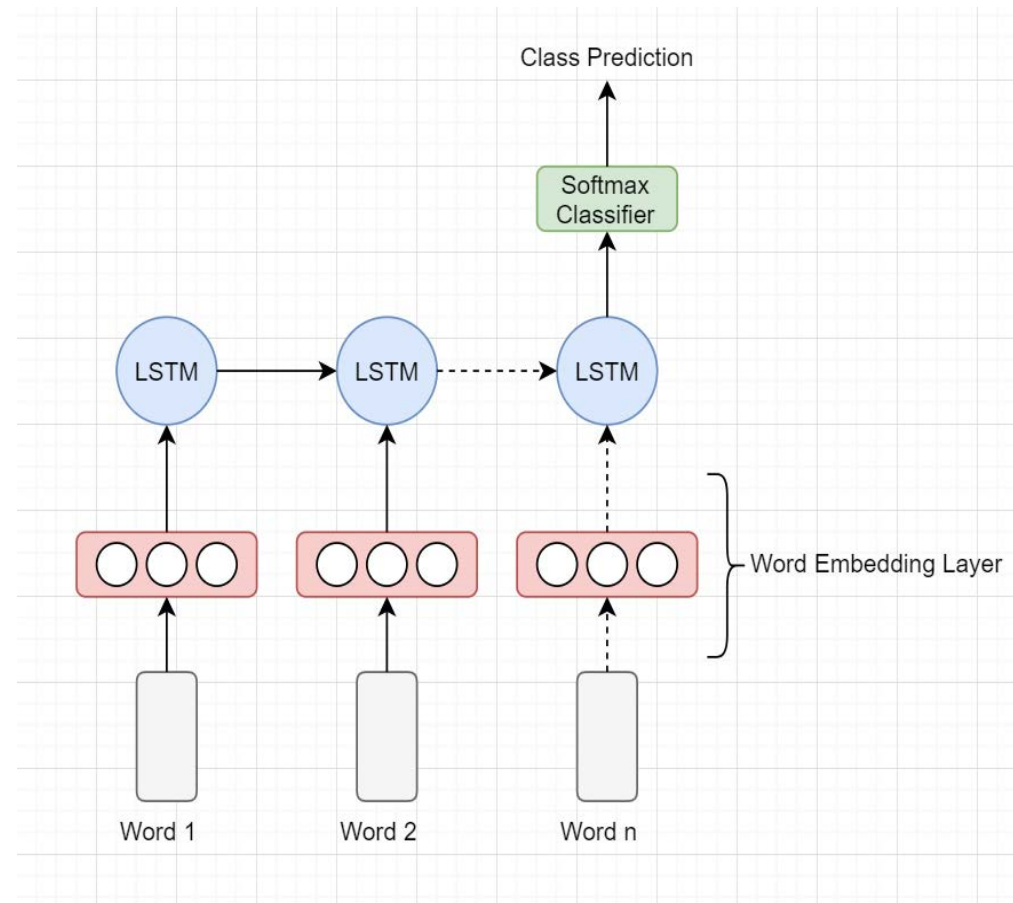 Class Prediction
Softmax
Classifier
LSTM
LSTM
LSTM
Word Embedding Layer
Word 1
Word 2
Word n